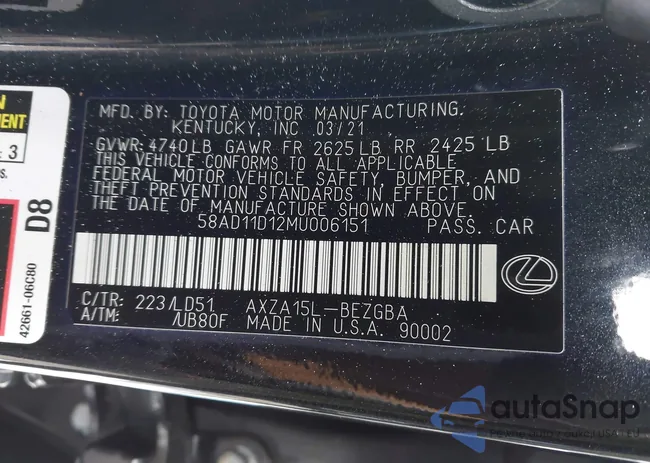 MFD. BY: TOYOTA MOTOR MANUFACTURING.
KENTUCKY, INC 03/21
GVWR: 4740LB GAWR FR 2625LB RR 2425 LB
THIS VEHICLE CONFORMS TO ALL APPLICABLE
FEDERAL MOTOR VEHICLE SAFETY, BUMPER, AND
THEFT PREVENTION STANDARDS IN EFFECT ON
THE DATE OF MANUFACTURE SHOWN ABOVE.
58AD11D12MU006151 PASS. CAR
C/TR: 223/LD51 AXZA15L-BEZGBA
A/TM: /UB80F MADE IN U.S.A. 90002
MENT
: 3
s.
D8
42661-06C80
autoSnap